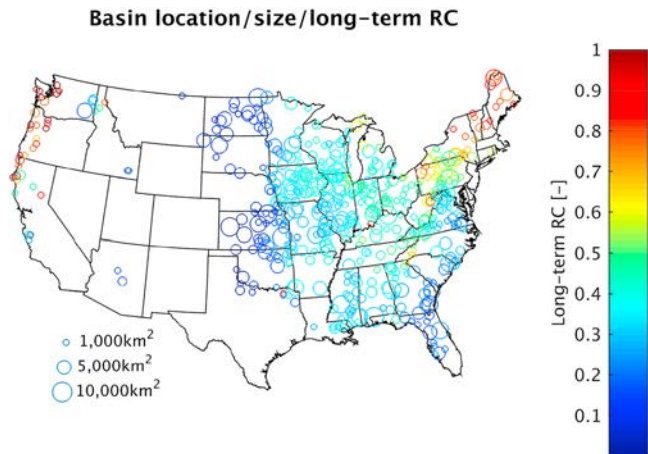 Basin location/size/long-term RC
1
0.9
0.8
0.7
0.6
0.5
0.4
0.3
0.2
0.1
Long-term RC [-]
1,000km²
5,000km²
10,000km²